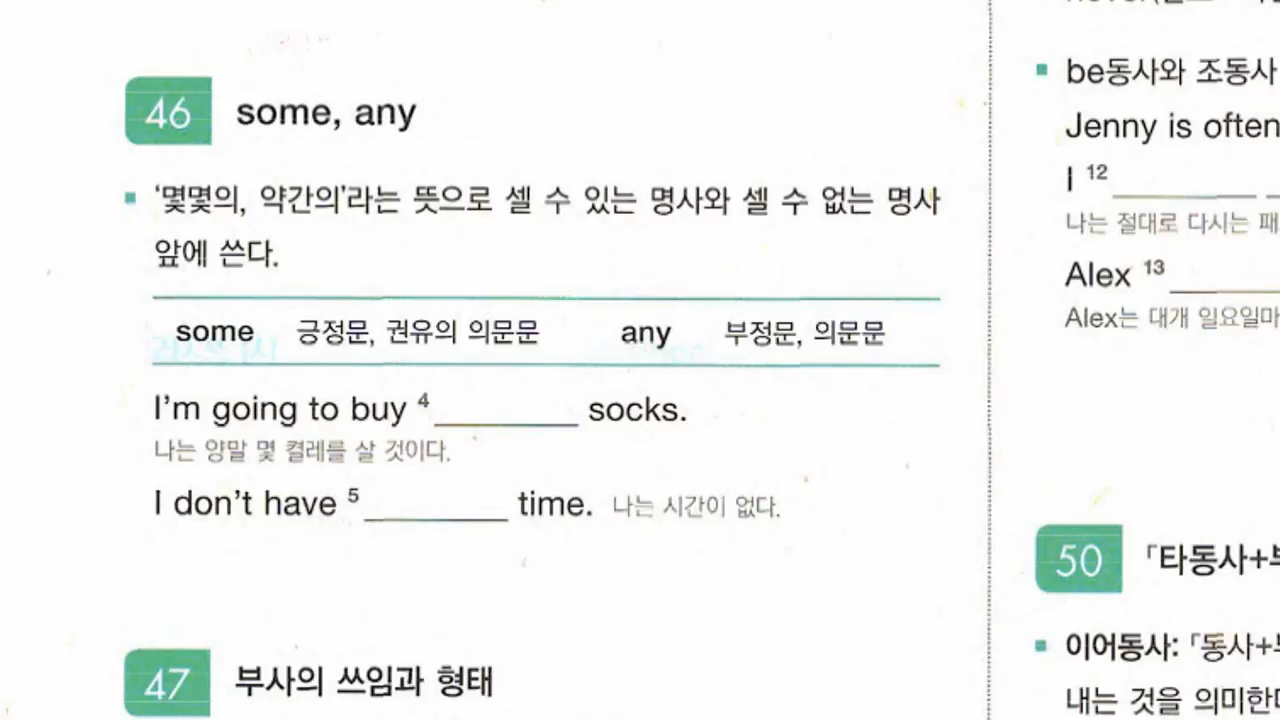 46 some, any
‘몇몇의, 약간의’라는 뜻으로 셀 수 있는 명사와 셀 수 없는 명사
앞에 쓴다.
some 긍정문, 권유의 의문문 any 부정문, 의문문
I’m going to buy 4 socks.
나는 양말 몇 켤레를 살 것이다.
I don’t have 5 time. 나는 시간이 없다.
47 부사의 쓰임과 형태
be동사와 조동사
Jenny is often
I 12
나는 절대로 다시는
Alex 13
Alex는 대개 일요일마
50 「타동사+
이어동사: 「동사+
내는 것을